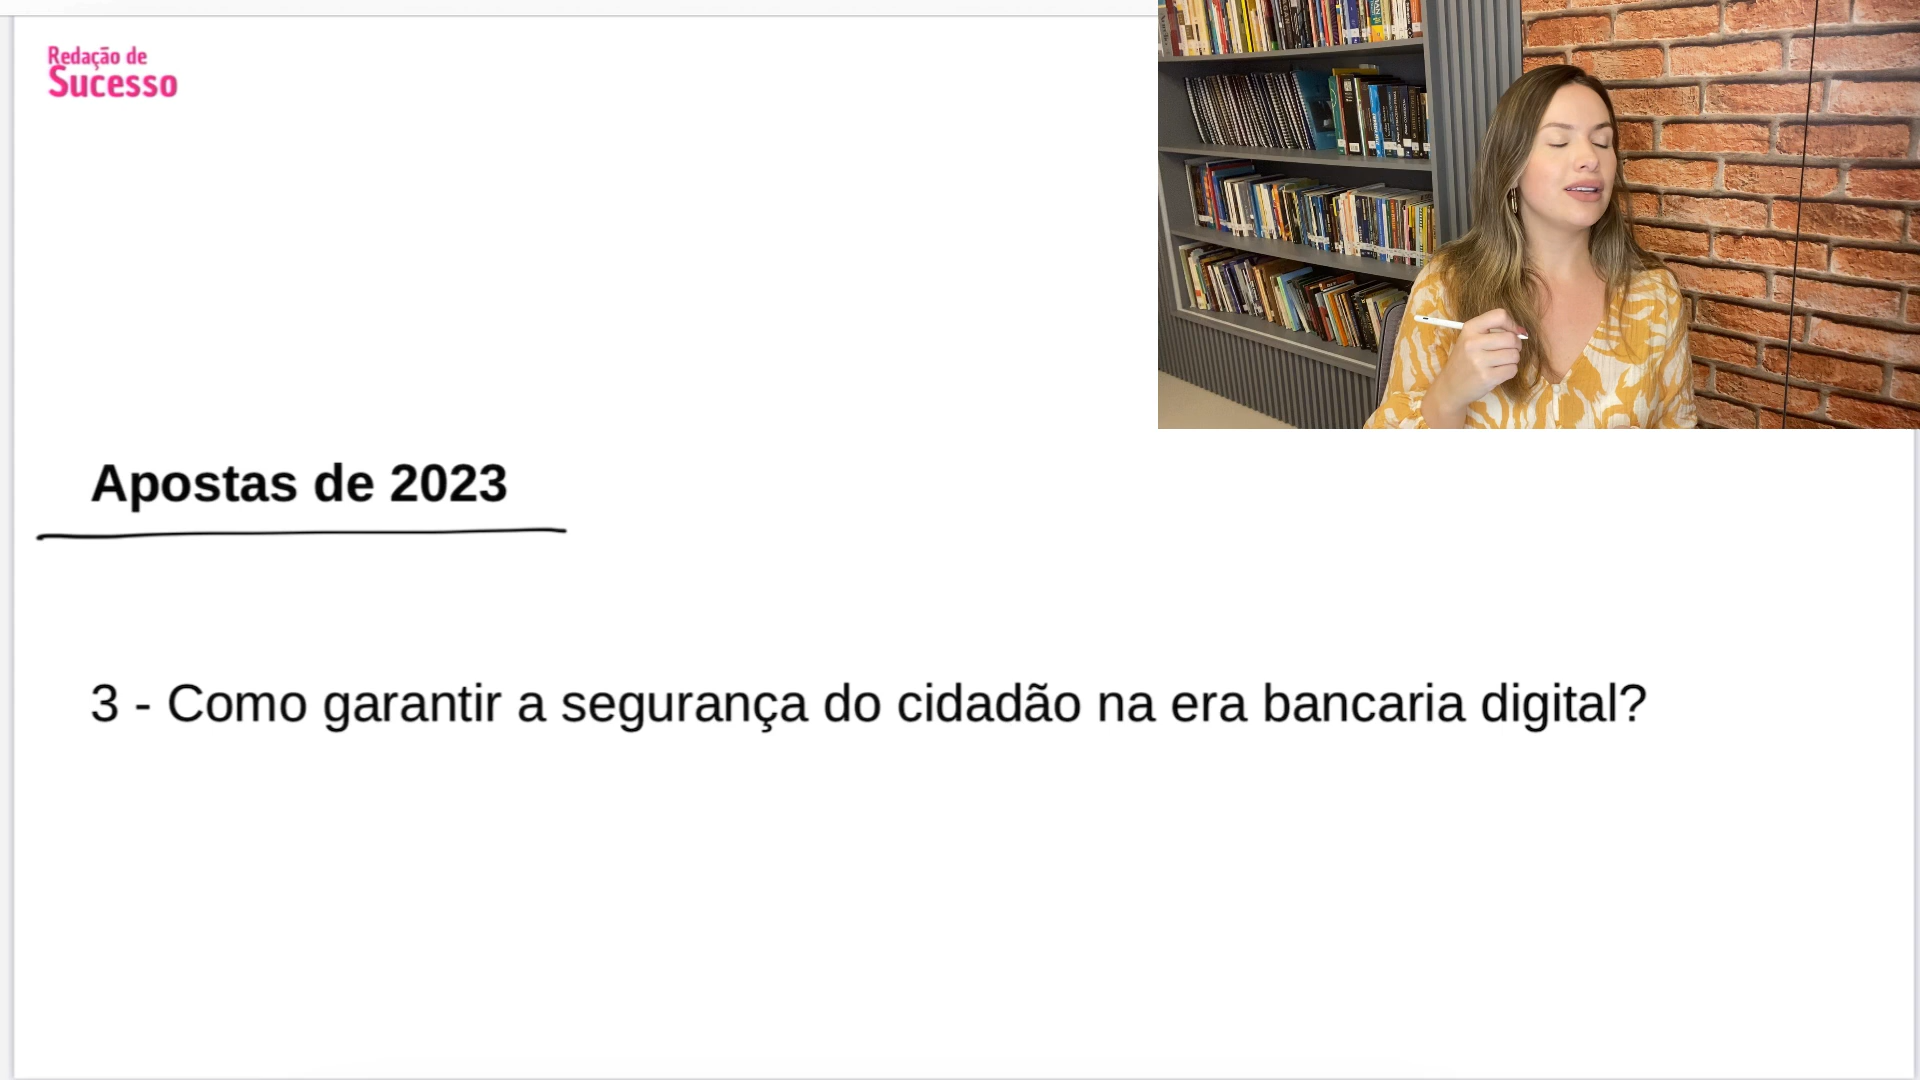 Redação de
Sucesso
Apostas de 2023
3 - Como garantir a segurança do cidadão na era bancaria digital?